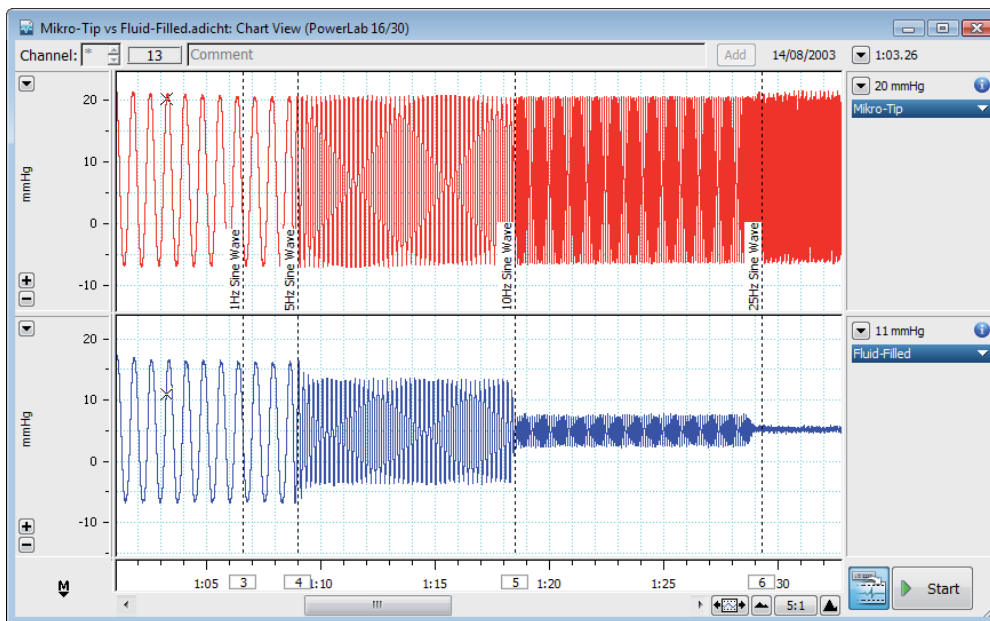 Mikro-Tip vs Fluid-Filled.adicht: Chart View (PowerLab 16/30)
Channel: * 13 Comment Add 14/08/2003 1:03.26
20 mmHg
Mikro-Tip
20
10
0
-10
mmHg
1Hz Sine Wave
5Hz Sine Wave
10Hz Sine Wave
25Hz Sine Wave
11 mmHg
Fluid-Filled
20
10
0
-10
mmHg
1:05 3 4 1:10 1:15 5 1:20 1:25 6 30
M
5:1
Start